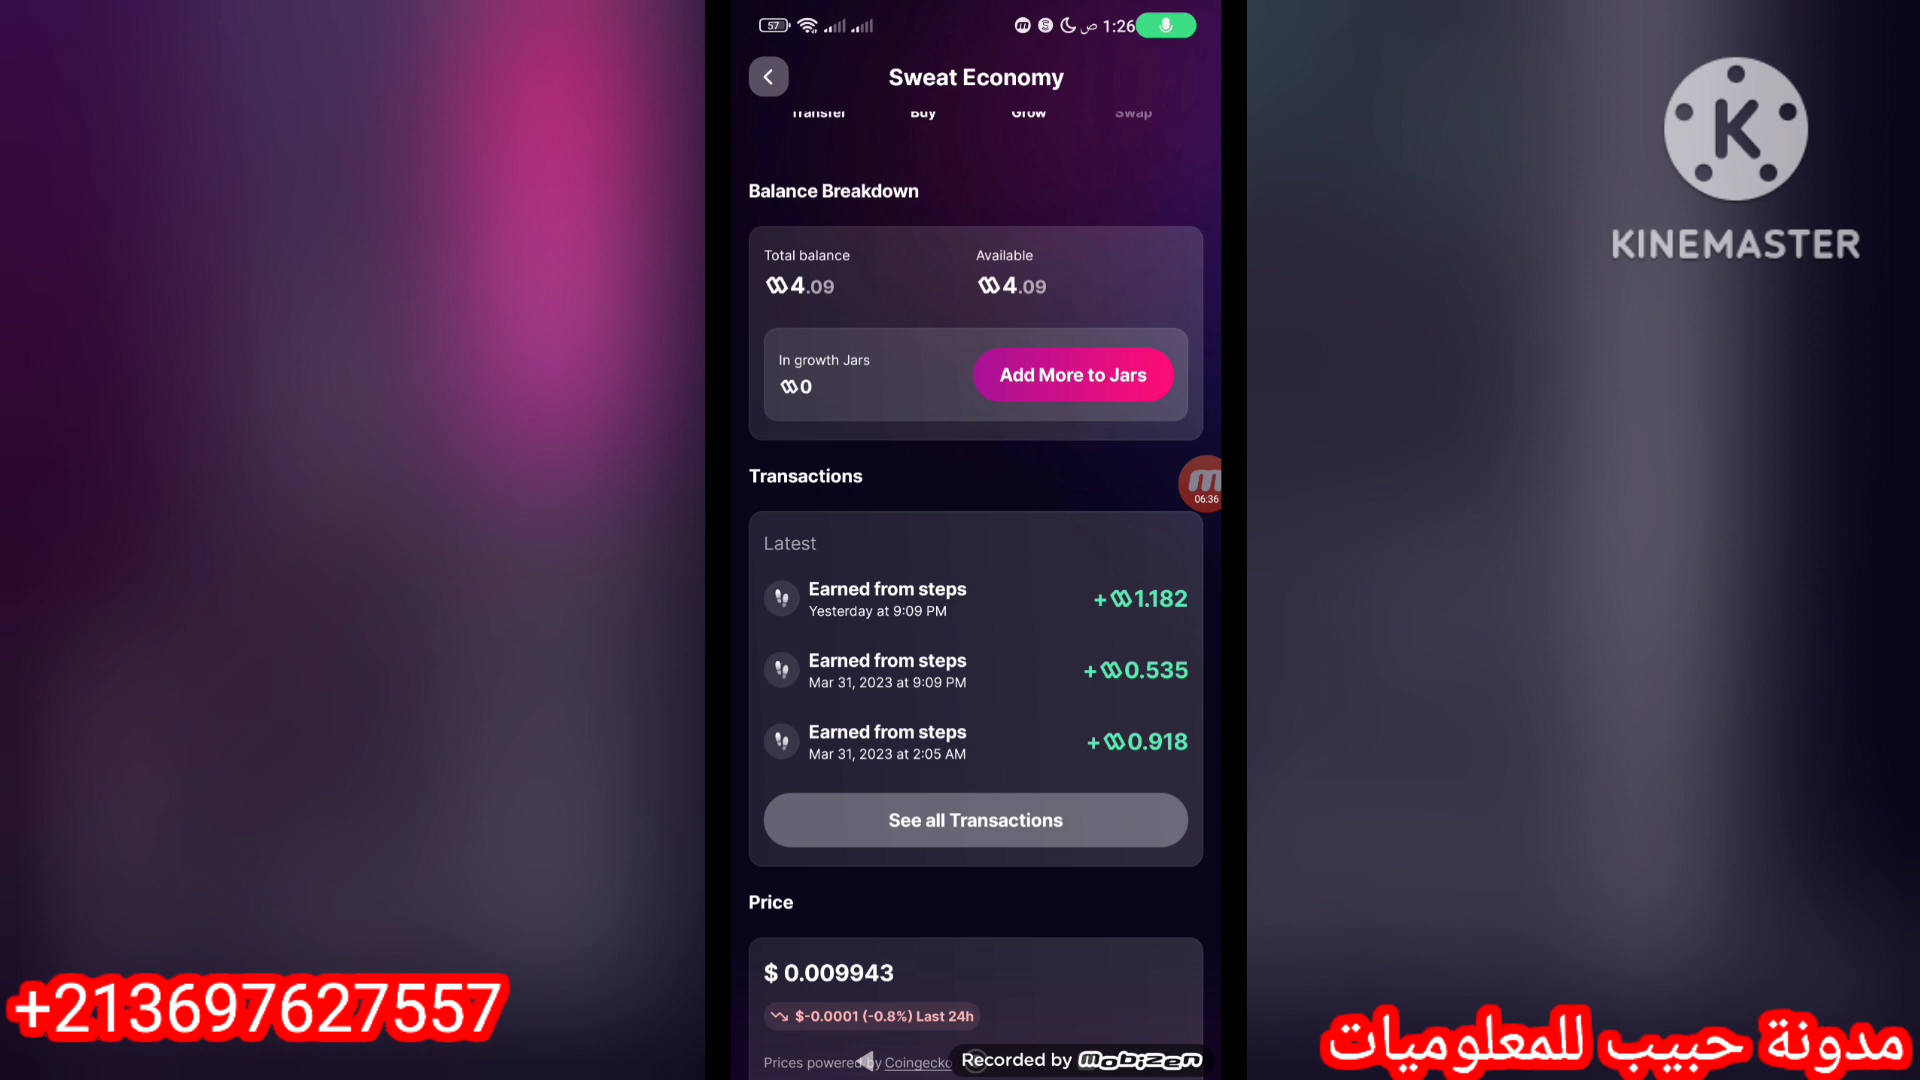 57
ص 1:26
Sweat Economy
Transfer Buy Grow Swap
K
KINEMASTER
Balance Breakdown
Total balance Available
4.09 4.09
In growth Jars
0
Add More to Jars
Transactions
06:36
Latest
Earned from steps
Yesterday at 9:09 PM
+1.182
Earned from steps
Mar 31, 2023 at 9:09 PM
+0.535
Earned from steps
Mar 31, 2023 at 2:05 AM
+0.918
See all Transactions
Price
$ 0.009943
$-0.0001 (-0.8%) Last 24h
Prices powered by Coingecko
Recorded by mobizen
+213697627557
مدونة حبيب للمعلوميات